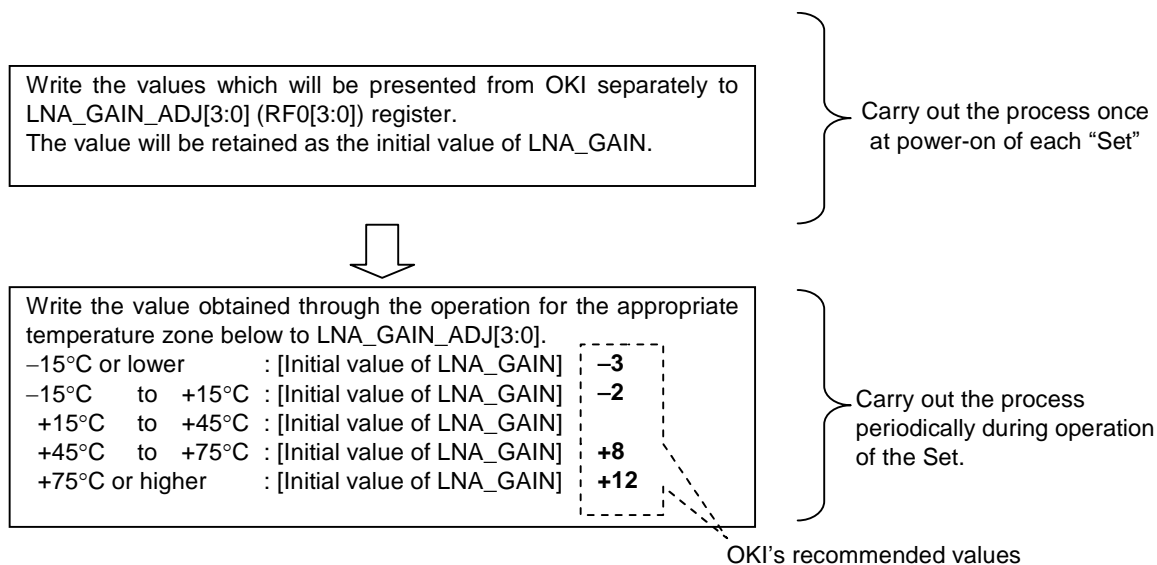 Write the values which will be presented from OKI separately to
LNA_GAIN_ADJ[3:0] (RF0[3:0]) register.
The value will be retained as the initial value of LNA_GAIN.
Carry out the process once
at power-on of each “Set”
Write the value obtained through the operation for the appropriate
temperature zone below to LNA_GAIN_ADJ[3:0].
−15°C or lower : [Initial value of LNA_GAIN] −3
−15°C to +15°C : [Initial value of LNA_GAIN] −2
+15°C to +45°C : [Initial value of LNA_GAIN]
+45°C to +75°C : [Initial value of LNA_GAIN] +8
+75°C or higher : [Initial value of LNA_GAIN] +12
Carry out the process
periodically during operation
of the Set.
OKI’s recommended values